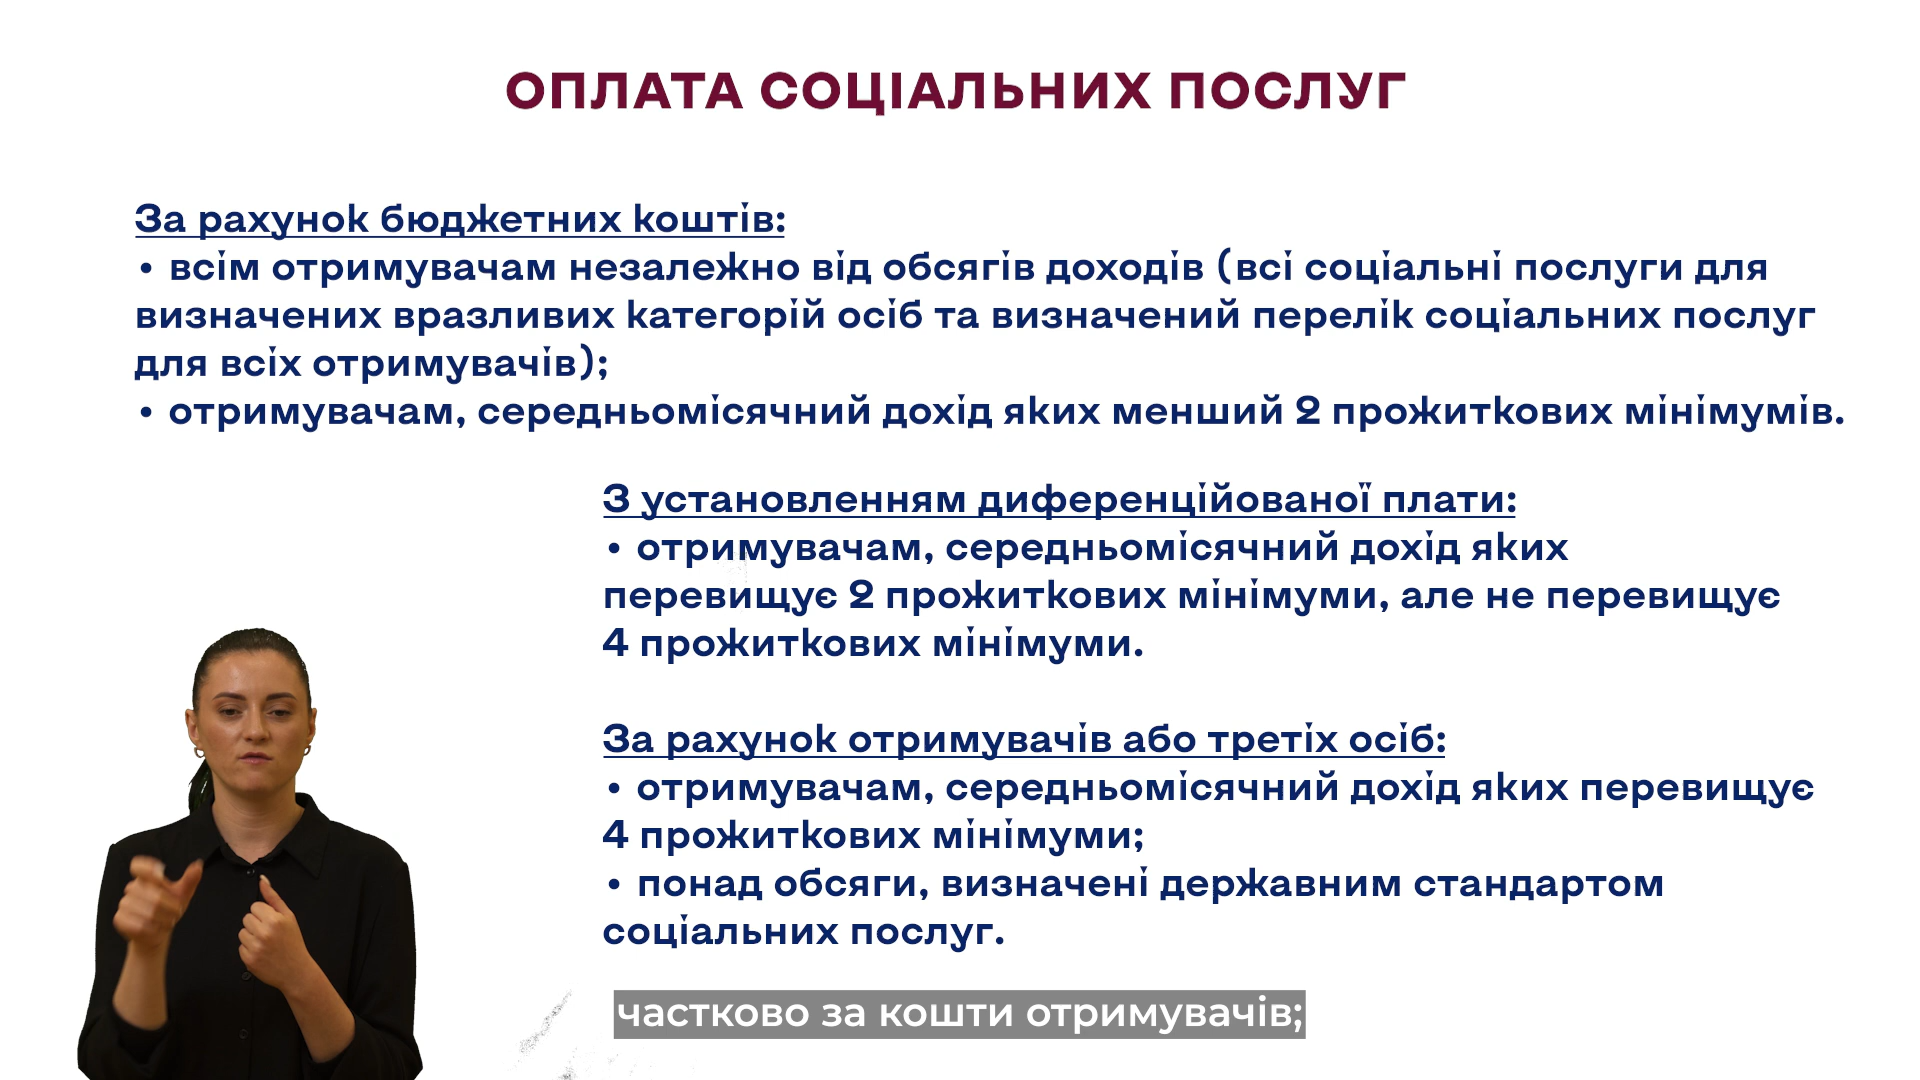 ОПЛАТА СОЦІАЛЬНИХ ПОСЛУГ
За рахунок бюджетних коштів:
• всім отримувачам незалежно від обсягів доходів (всі соціальні послуги для
визначених вразливих категорій осіб та визначений перелік соціальних послуг
для всіх отримувачів);
• отримувачам, середньомісячний дохід яких менший 2 прожиткових мінімумів.
З установленням диференційованої плати:
• отримувачам, середньомісячний дохід яких
перевищує 2 прожиткових мінімуми, але не перевищує
4 прожиткових мінімуми.
За рахунок отримувачів або третіх осіб:
• отримувачам, середньомісячний дохід яких перевищує
4 прожиткових мінімуми;
• понад обсяги, визначені державним стандартом
соціальних послуг.
частково за кошти отримувачів;